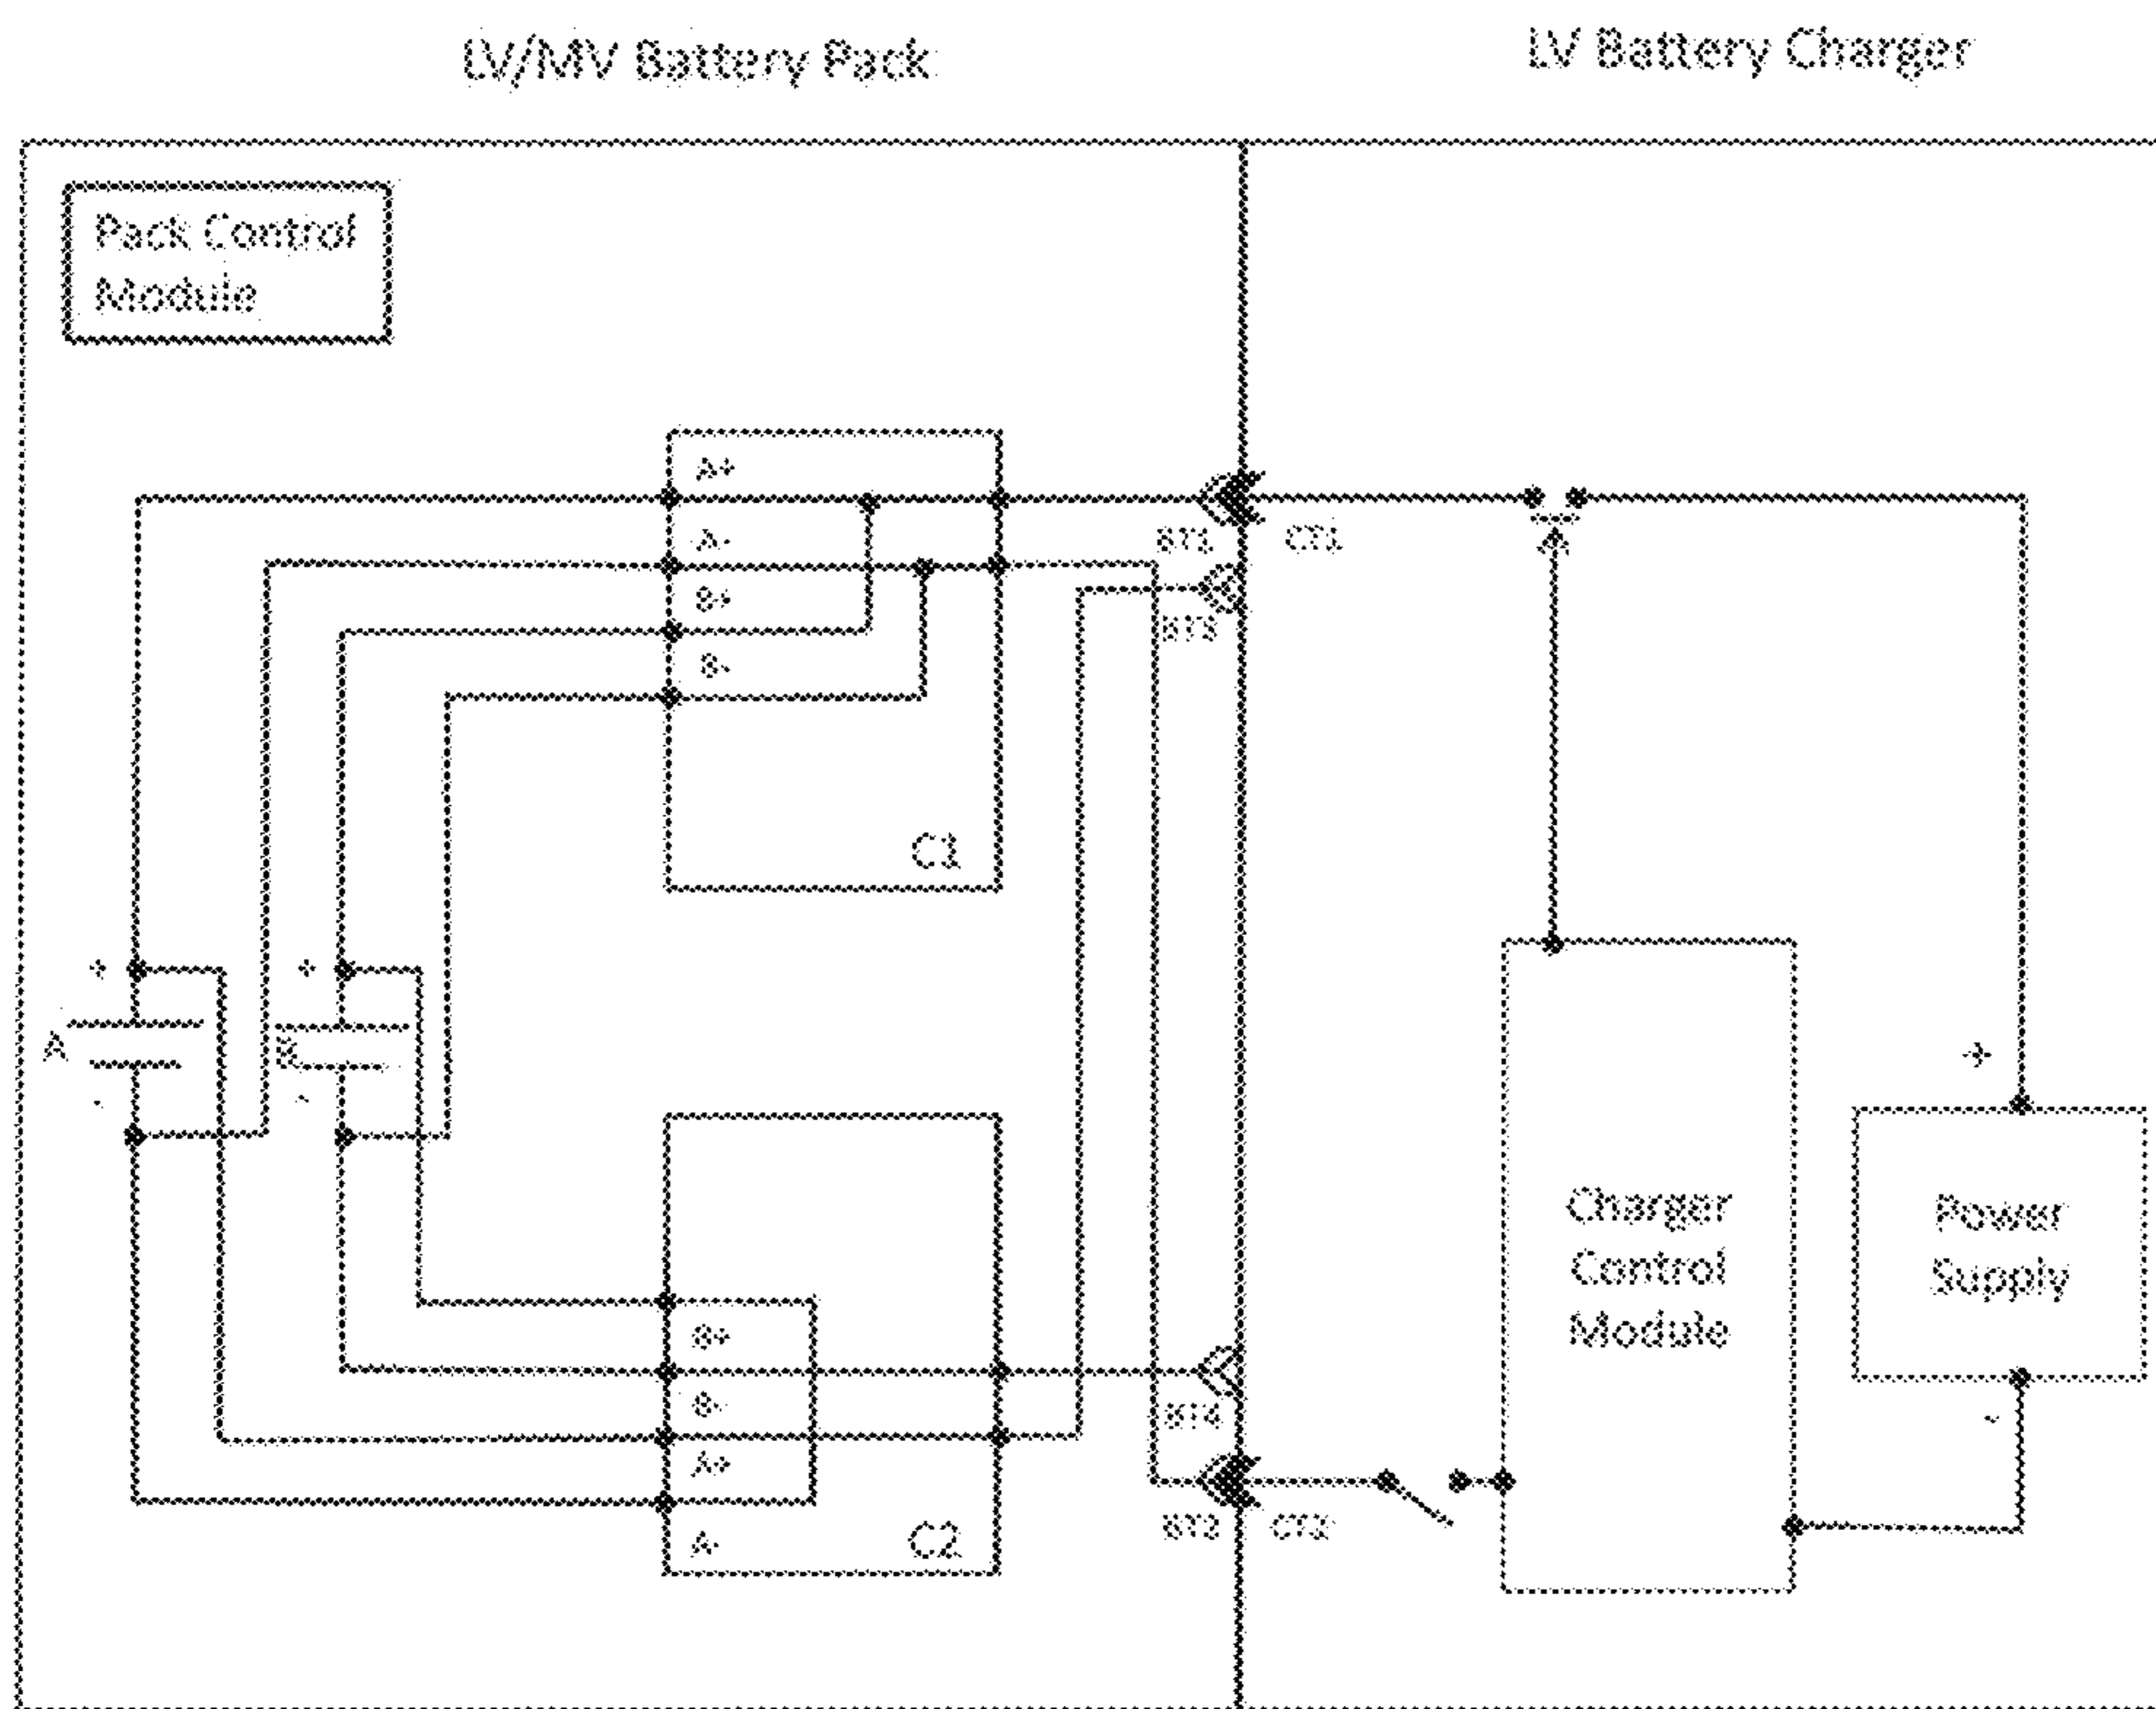 LV/MV Battery Pack
LV Battery Charger
Pack Control
Module
A+
A-
B+
B-
C1
BT1
CT1
BT3
+
+
A
B
-
-
+
Charger
Control
Module
Power
Supply
-
B+
B-
A+
A-
C2
BT4
BT2
CT2